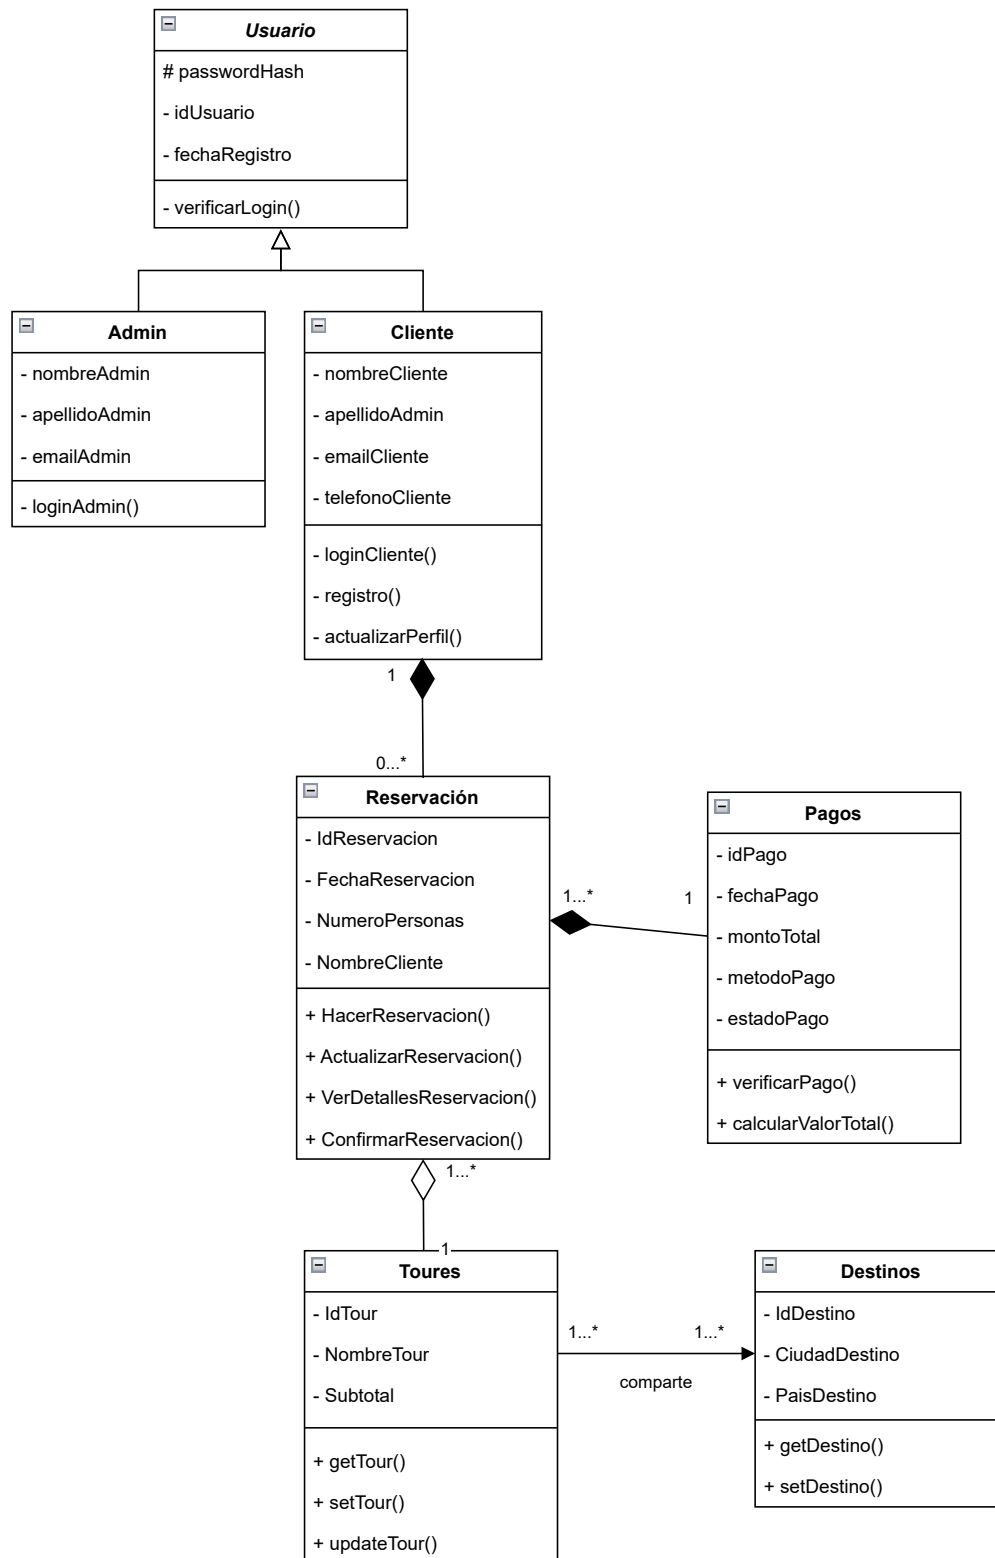 Usuario
# passwordHash
- idUsuario
- fechaRegistro
- verificarLogin()
Admin
- nombreAdmin
- apellidoAdmin
- emailAdmin
- loginAdmin()
Cliente
- nombreCliente
- apellidoAdmin
- emailCliente
- telefonoCliente
- loginCliente()
- registro()
- actualizarPerfil()
1
0...*
Reservación
- IdReservacion
- FechaReservacion
- NumeroPersonas
- NombreCliente
+ HacerReservacion()
+ ActualizarReservacion()
+ VerDetallesReservacion()
+ ConfirmarReservacion()
1...*
1
Pagos
- idPago
- fechaPago
- montoTotal
- metodoPago
- estadoPago
+ verificarPago()
+ calcularValorTotal()
1...*
1
Toures
- IdTour
- NombreTour
- Subtotal
+ getTour()
+ setTour()
+ updateTour()
1...*
1...*
comparte
Destinos
- IdDestino
- CiudadDestino
- PaisDestino
+ getDestino()
+ setDestino()